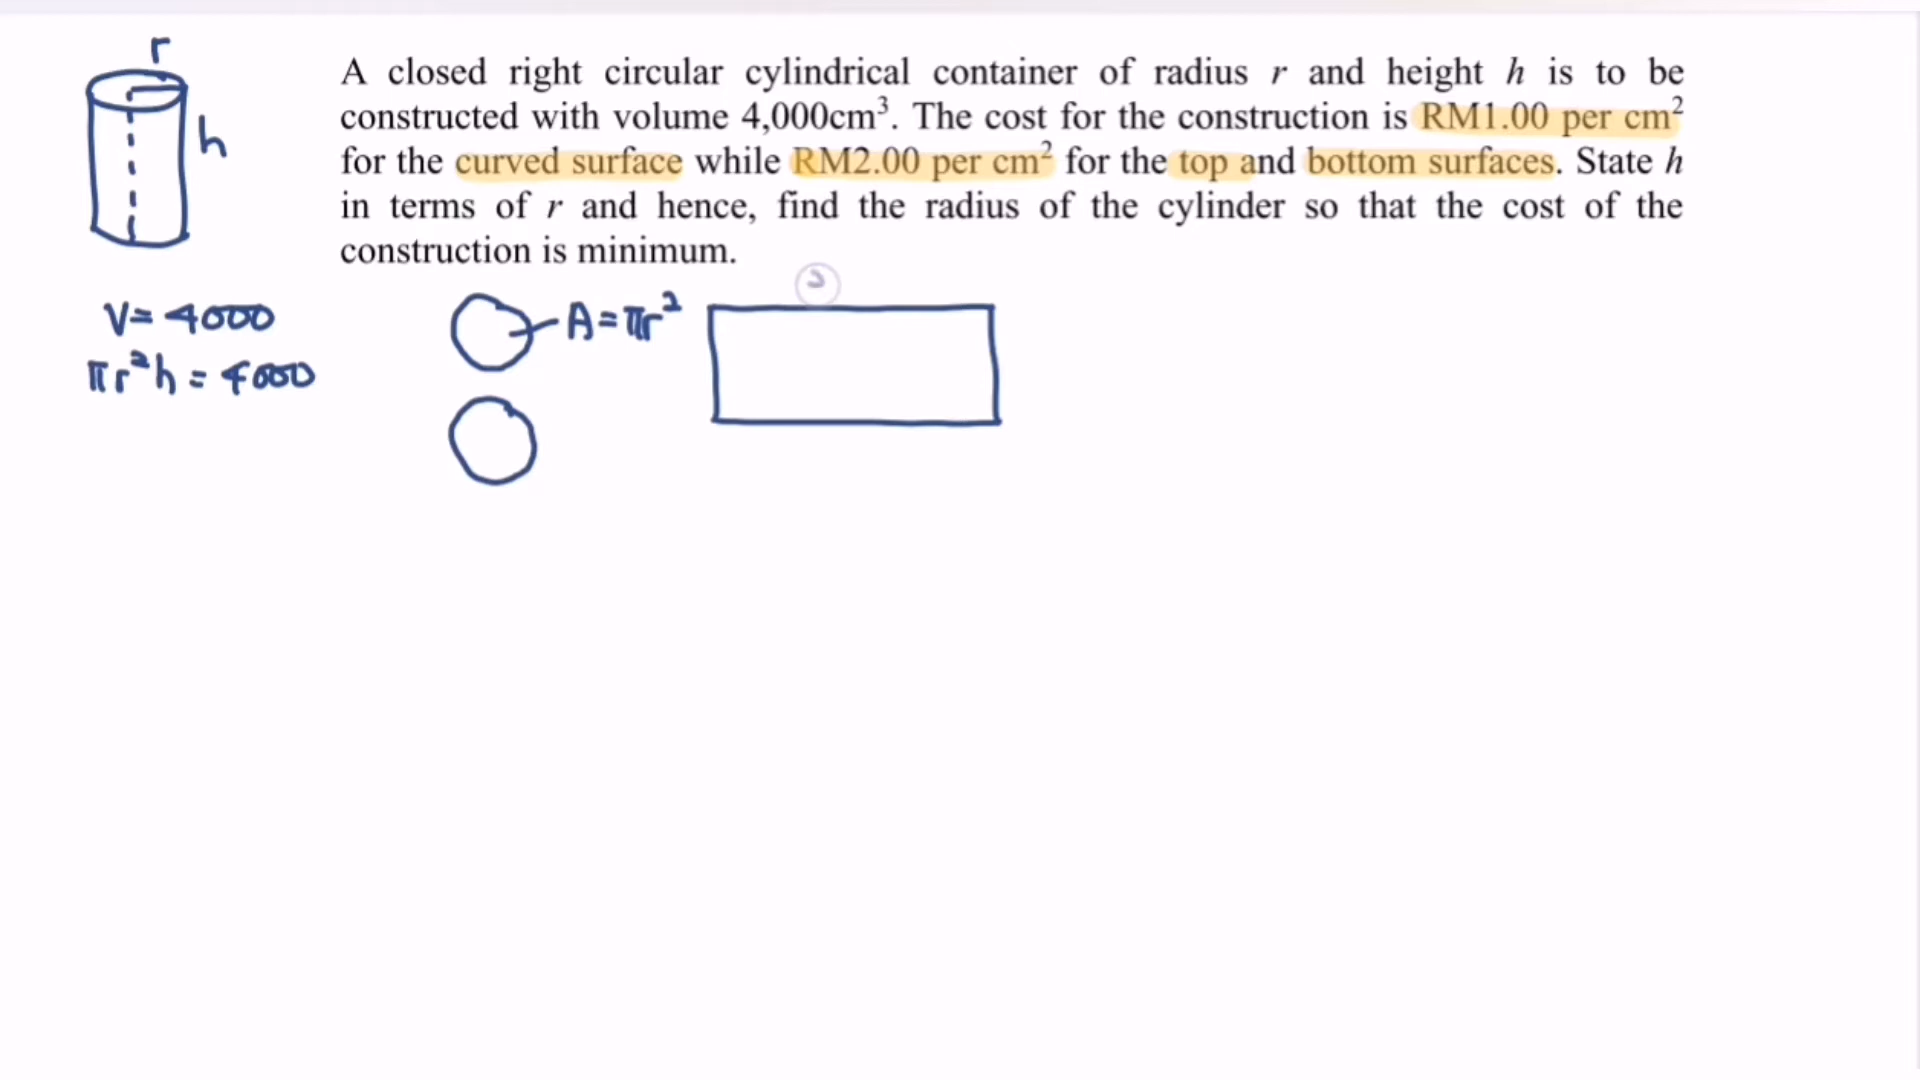 r
h
A closed right circular cylindrical container of radius r and height h is to be
constructed with volume 4,000cm³. The cost for the construction is RM1.00 per cm²
for the curved surface while RM2.00 per cm² for the top and bottom surfaces. State h
in terms of r and hence, find the radius of the cylinder so that the cost of the
construction is minimum.
V = 4000
πr²h = 4000
A = πr²